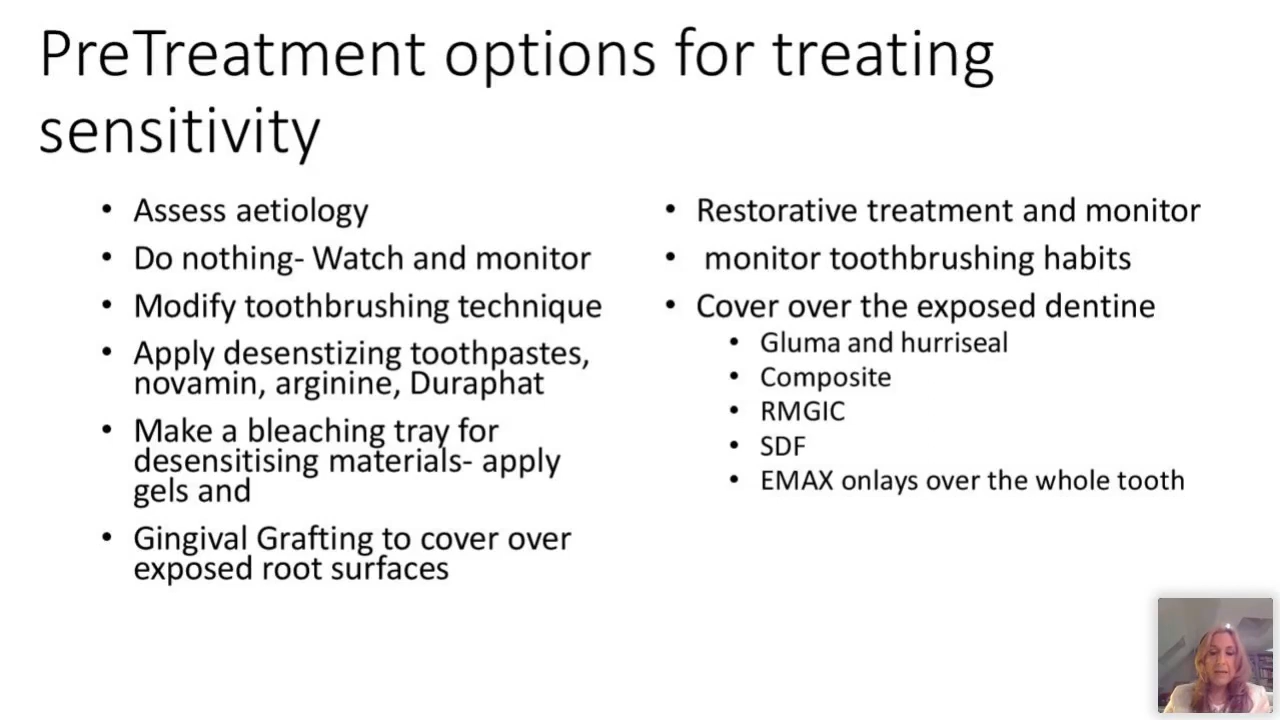 PreTreatment options for treating
sensitivity
• Assess aetiology
• Do nothing- Watch and monitor
• Modify toothbrushing technique
• Apply desenstizing toothpastes,
novamin, arginine, Duraphat
• Make a bleaching tray for
desensitising materials- apply
gels and
• Gingival Grafting to cover over
exposed root surfaces
• Restorative treatment and monitor
• monitor toothbrushing habits
• Cover over the exposed dentine
• Gluma and hurriseal
• Composite
• RMGIC
• SDF
• EMAX onlays over the whole tooth